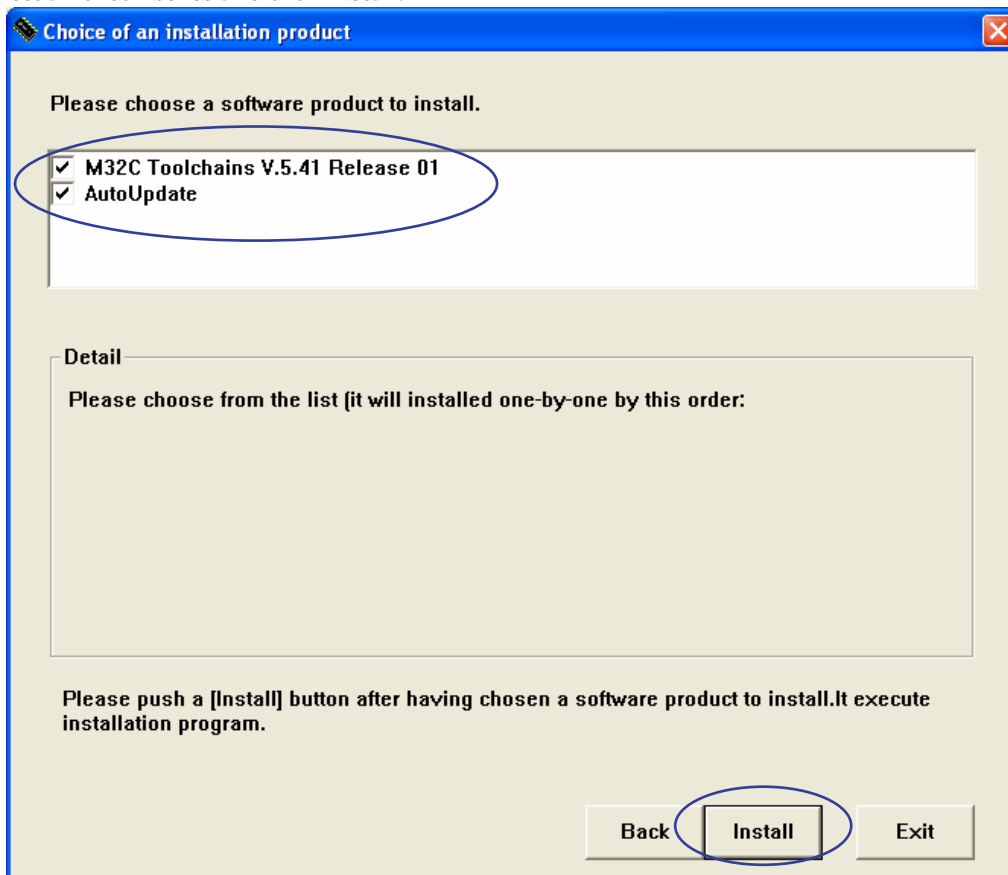 Choice of an installation product
Please choose a software product to install.
M32C Toolchains V.5.41 Release 01
AutoUpdate
Detail
Please choose from the list (it will installed one-by-one by this order:
Please push a [Install] button after having chosen a software product to install.It execute
installation program.
Back
Install
Exit